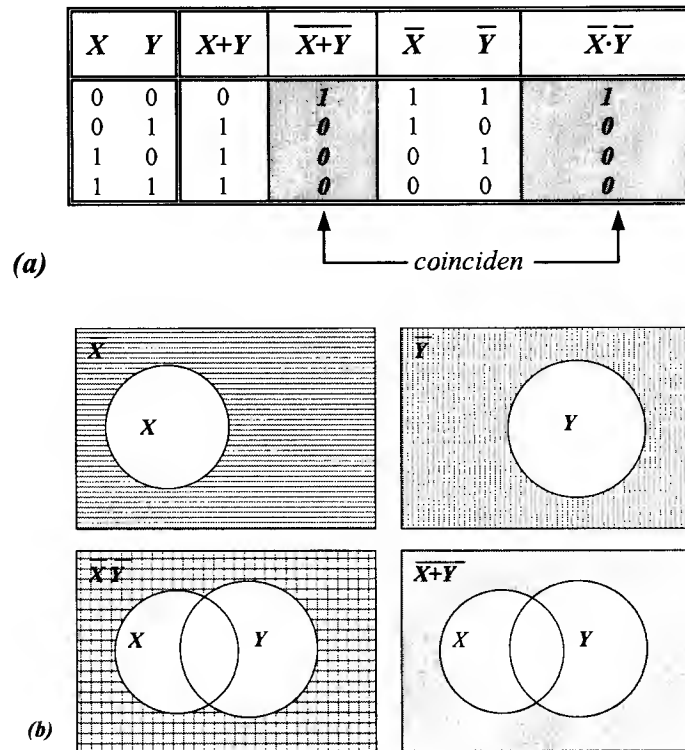 X Y X+Y X̅+̅Y̅ X̅ Y̅ X̅·Y̅
0 0 0 1 1 1 1
0 1 1 0 1 0 0
1 0 1 0 0 1 0
1 1 1 0 0 0 0
(a) coinciden
X̅ Y̅
X Y
X̅ Y̅ X̅+̅Y̅
X Y X Y
(b)